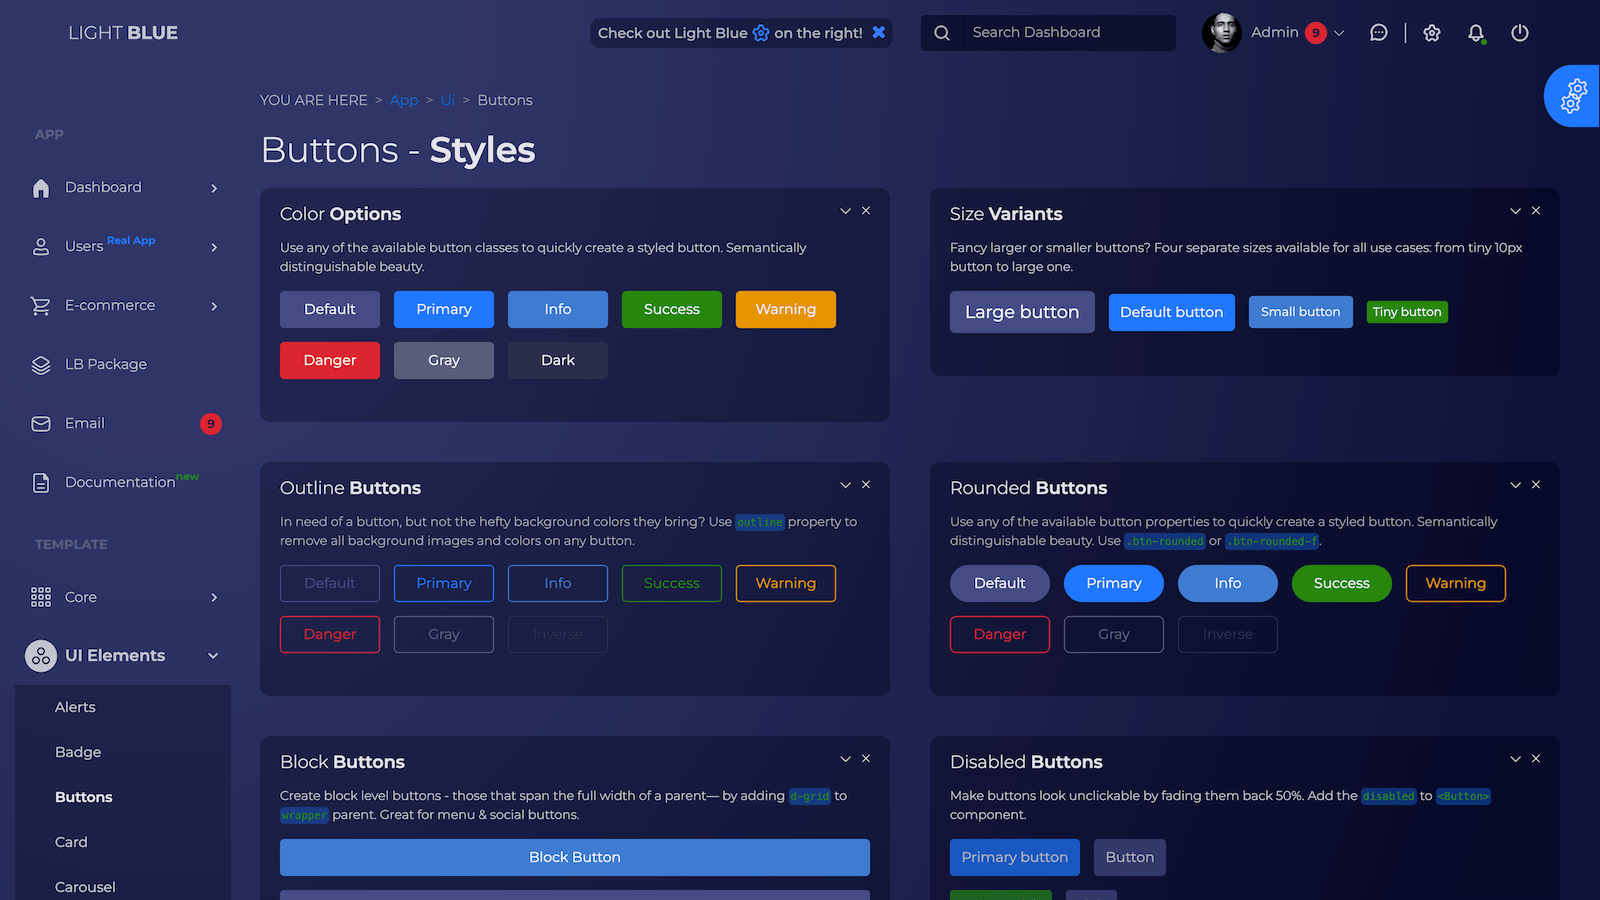 LIGHT BLUE
Check out Light Blue on the right!
Search Dashboard
Admin 9
YOU ARE HERE > App > Ui > Buttons
Buttons - Styles
APP
Dashboard
Users Real App
E-commerce
LB Package
Email 9
Documentation new
TEMPLATE
Core
UI Elements
Alerts
Badge
Buttons
Card
Carousel
Color Options
Use any of the available button classes to quickly create a styled button. Semantically
distinguishable beauty.
Default Primary Info Success Warning
Danger Gray Dark
Size Variants
Fancy larger or smaller buttons? Four separate sizes available for all use cases: from tiny 10px
button to large one.
Large button Default button Small button Tiny button
Outline Buttons
In need of a button, but not the hefty background colors they bring? Use outline property to
remove all background images and colors on any button.
Default Primary Info Success Warning
Danger Gray Inverse
Rounded Buttons
Use any of the available button properties to quickly create a styled button. Semantically
distinguishable beauty. Use .btn-rounded or .btn-rounded-f.
Default Primary Info Success Warning
Danger Gray Inverse
Block Buttons
Create block level buttons - those that span the full width of a parent— by adding d-grid to
wrapper parent. Great for menu & social buttons.
Block Button
Disabled Buttons
Make buttons look unclickable by fading them back 50%. Add the disabled to <Button>
component.
Primary button Button